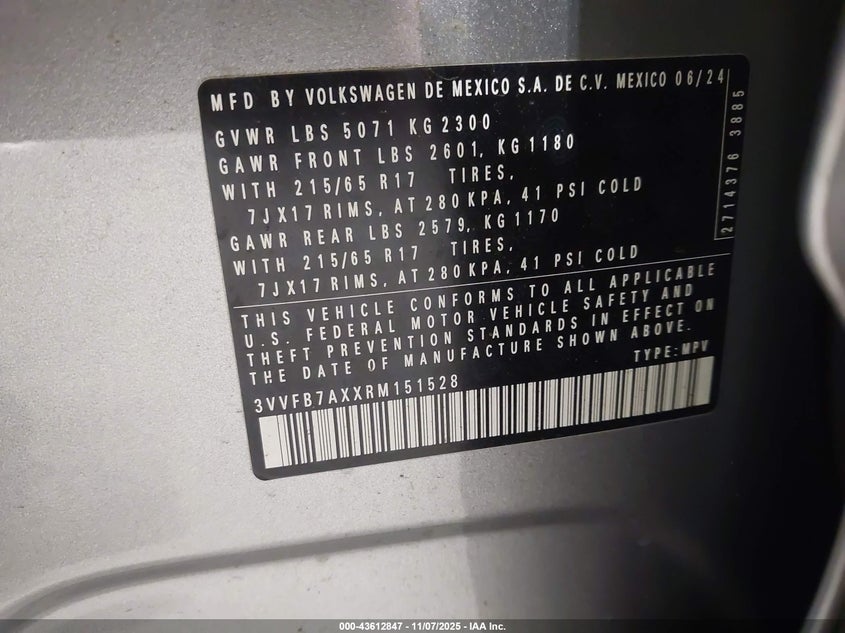 MFD BY VOLKSWAGEN DE MEXICO S.A. DE C.V. MEXICO 06/24
GVWR LBS 5071 KG 2300
GAWR FRONT LBS 2601, KG 1180
WITH 215/65 R17 TIRES,
7JX17 RIMS, AT 280 KPA, 41 PSI COLD
GAWR REAR LBS 2579, KG 1170
WITH 215/65 R17 TIRES,
7JX17 RIMS, AT 280 KPA, 41 PSI COLD
THIS VEHICLE CONFORMS TO ALL APPLICABLE
U.S. FEDERAL MOTOR VEHICLE SAFETY AND
THEFT PREVENTION STANDARDS IN EFFECT ON
THE DATE OF MANUFACTURE SHOWN ABOVE.
TYPE: MPV
3VVFB7AXXRM151528
2714376 3885
000-43612847 - 11/07/2025 - IAA Inc.